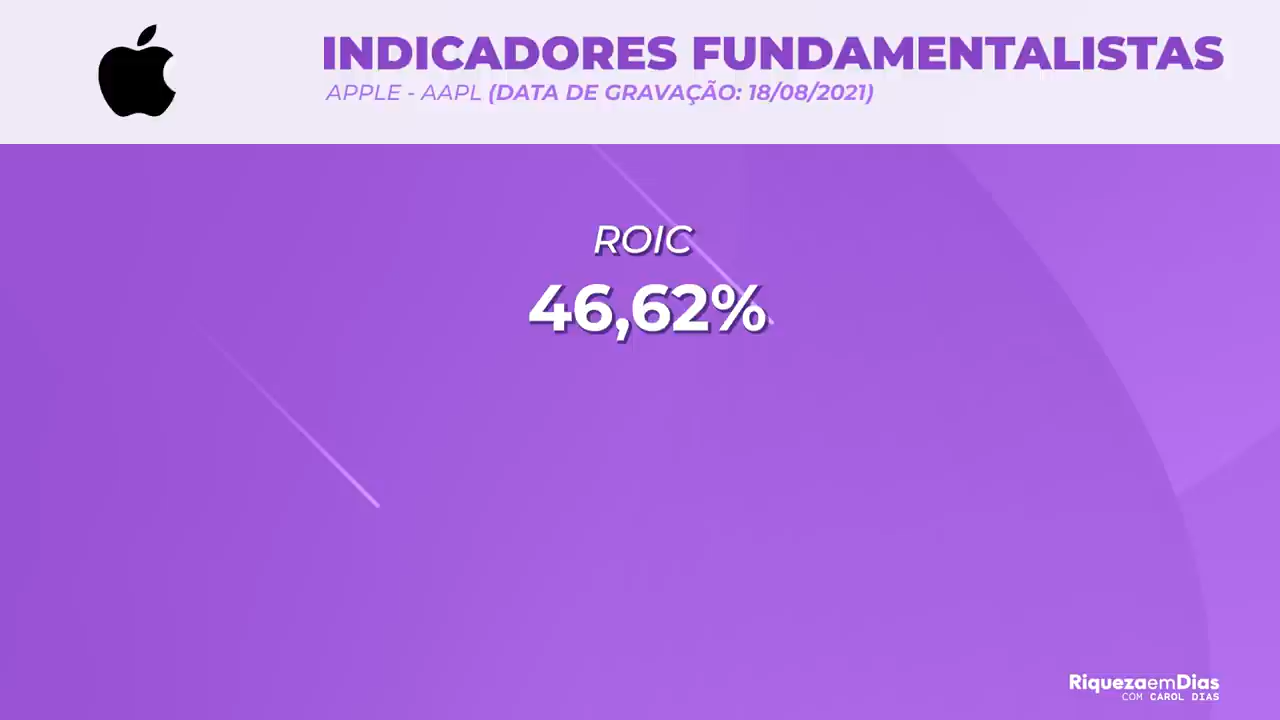 INDICADORES FUNDAMENTALISTAS
APPLE - AAPL (DATA DE GRAVAÇÃO: 18/08/2021)
ROIC
46,62%
RiquezaemDias
COM CAROL DIAS